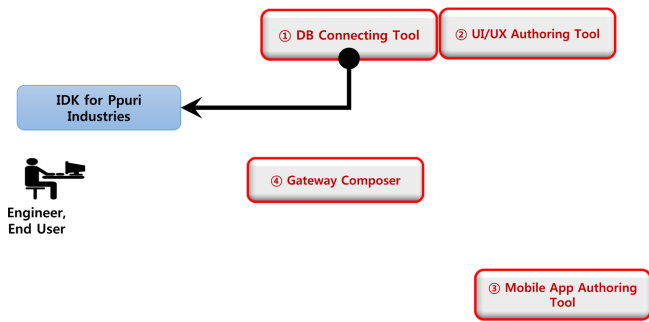 ① DB Connecting Tool
② UI/UX Authoring Tool
IDK for Ppuri
Industries
④ Gateway Composer
Engineer,
End User
③ Mobile App Authoring
Tool